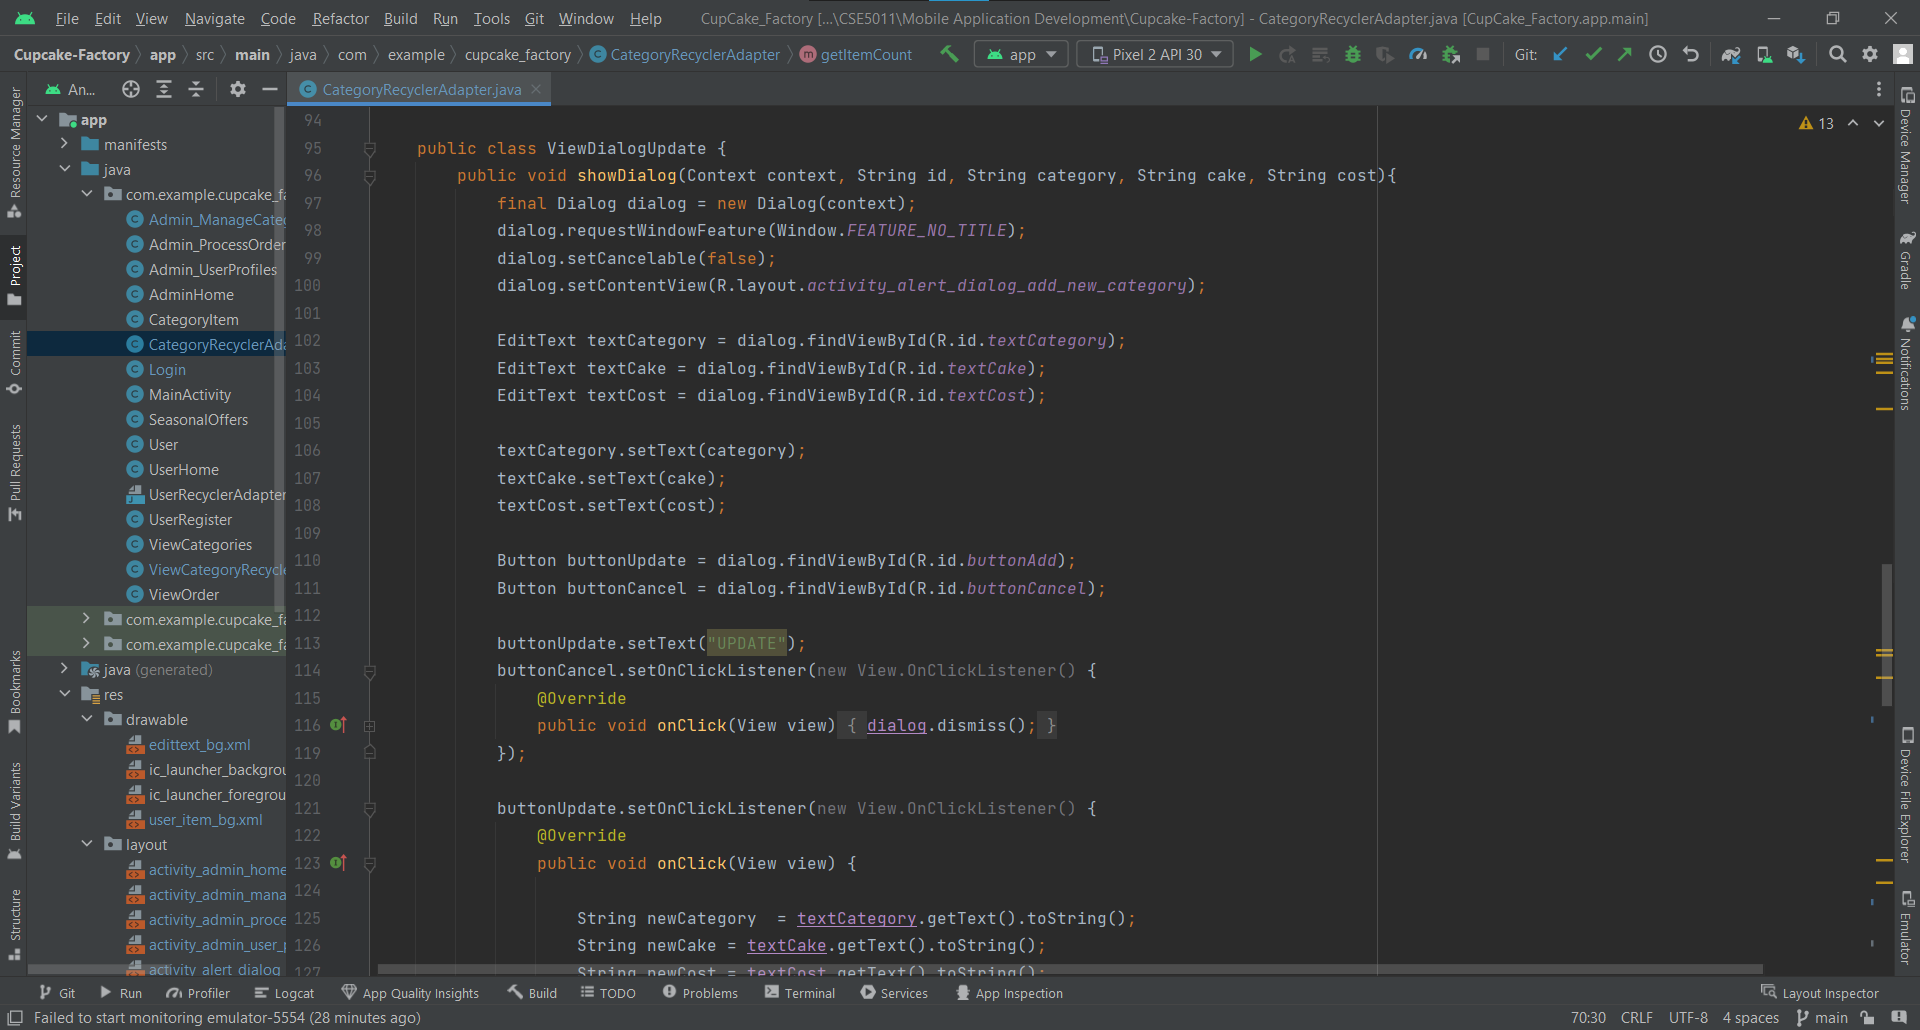 File Edit View Navigate Code Refactor Build Run Tools Git Window Help CupCake_Factory [...\CSE5011\Mobile Application Development\Cupcake-Factory] - CategoryRecyclerAdapter.java [CupCake_Factory.app.main]
Cupcake-Factory app src main java com example cupcake_factory CategoryRecyclerAdapter getItemCount app Pixel 2 API 30 Git:
An... CategoryRecyclerAdapter.java
Resource Manager
Project
Commit
Pull Requests
Bookmarks
Build Variants
Structure
app
manifests
java
com.example.cupcake_fa
Admin_ManageCateg
Admin_ProcessOrder
Admin_UserProfiles
AdminHome
CategoryItem
CategoryRecyclerAda
Login
MainActivity
SeasonalOffers
User
UserHome
UserRecyclerAdapter
UserRegister
ViewCategories
ViewCategoryRecycle
ViewOrder
com.example.cupcake_fa
com.example.cupcake_fa
java (generated)
res
drawable
edittext_bg.xml
ic_launcher_backgrou
ic_launcher_foregrou
user_item_bg.xml
layout
activity_admin_home
activity_admin_mana
activity_admin_proce
activity_admin_user_p
activity_alert_dialog
13
94
95 public class ViewDialogUpdate {
96 public void showDialog(Context context, String id, String category, String cake, String cost){
97 final Dialog dialog = new Dialog(context);
98 dialog.requestWindowFeature(Window.FEATURE_NO_TITLE);
99 dialog.setCancelable(false);
100 dialog.setContentView(R.layout.activity_alert_dialog_add_new_category);
101
102 EditText textCategory = dialog.findViewById(R.id.textCategory);
103 EditText textCake = dialog.findViewById(R.id.textCake);
104 EditText textCost = dialog.findViewById(R.id.textCost);
105
106 textCategory.setText(category);
107 textCake.setText(cake);
108 textCost.setText(cost);
109
110 Button buttonUpdate = dialog.findViewById(R.id.buttonAdd);
111 Button buttonCancel = dialog.findViewById(R.id.buttonCancel);
112
113 buttonUpdate.setText("UPDATE");
114 buttonCancel.setOnClickListener(new View.OnClickListener() {
115 @Override
116 public void onClick(View view) { dialog.dismiss(); }
119 });
120
121 buttonUpdate.setOnClickListener(new View.OnClickListener() {
122 @Override
123 public void onClick(View view) {
124
125 String newCategory = textCategory.getText().toString();
126 String newCake = textCake.getText().toString();
127 String newCost = textCost.getText().toString();
Device Manager
Gradle
Notifications
Device File Explorer
Emulator
Git Run Profiler Logcat App Quality Insights Build TODO Problems Terminal Services App Inspection Layout Inspector
Failed to start monitoring emulator-5554 (28 minutes ago) 70:30 CRLF UTF-8 4 spaces main